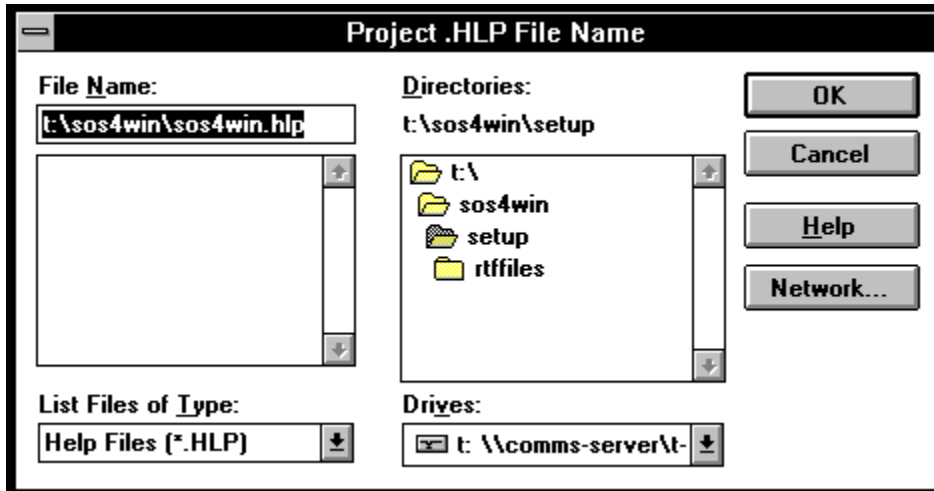 Project .HLP File Name
File Name:
t:\sos4win\sos4win.hlp
Directories:
t:\sos4win\setup
t:\
sos4win
setup
rtffiles
OK
Cancel
Help
Network...
List Files of Type:
Help Files (*.HLP)
Drives:
t: \\comms-server\t-